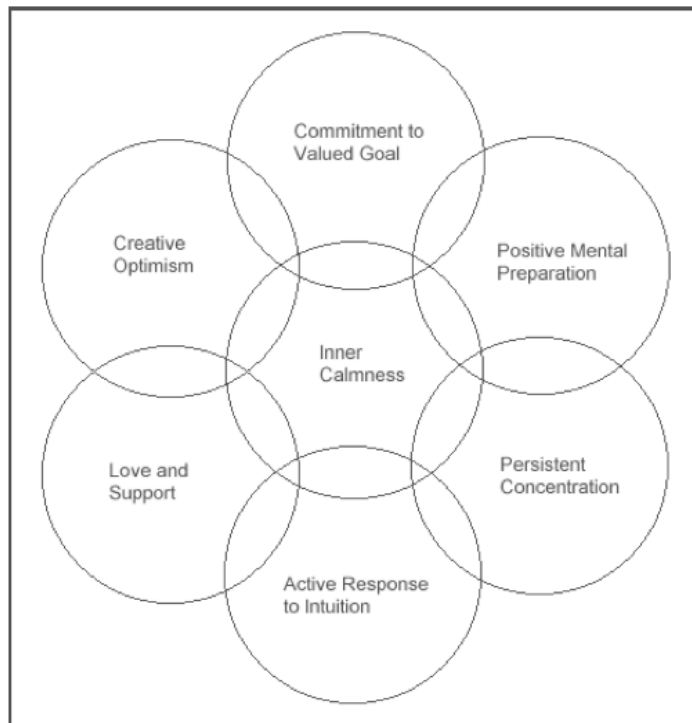 Commitment to
Valued Goal
Creative
Optimism
Positive Mental
Preparation
Inner
Calmness
Love and
Support
Persistent
Concentration
Active Response
to Intuition